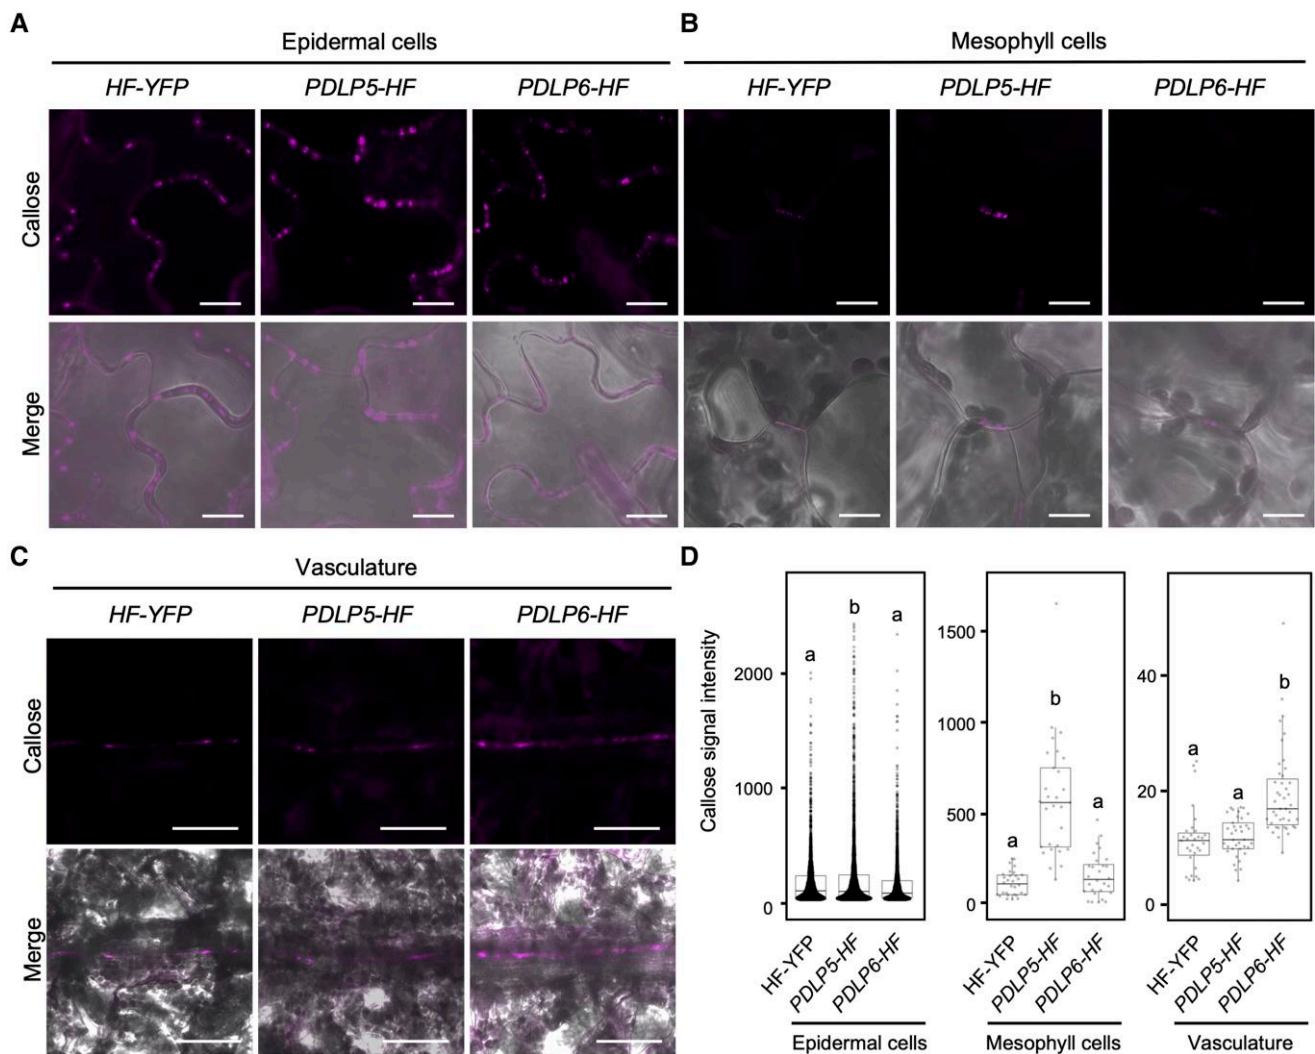 A
Epidermal cells
HF-YFP PDLP5-HF PDLP6-HF
Callose
Merge
B
Mesophyll cells
HF-YFP PDLP5-HF PDLP6-HF
C
Vasculature
HF-YFP PDLP5-HF PDLP6-HF
Callose
Merge
D
Callose signal intensity
2000
1000
0
a
b
a
HF-YFP
PDLP5-HF
PDLP6-HF
Epidermal cells
1500
1000
500
0
a
b
a
HF-YFP
PDLP5-HF
PDLP6-HF
Mesophyll cells
40
20
0
a
a
b
HF-YFP
PDLP5-HF
PDLP6-HF
Vasculature